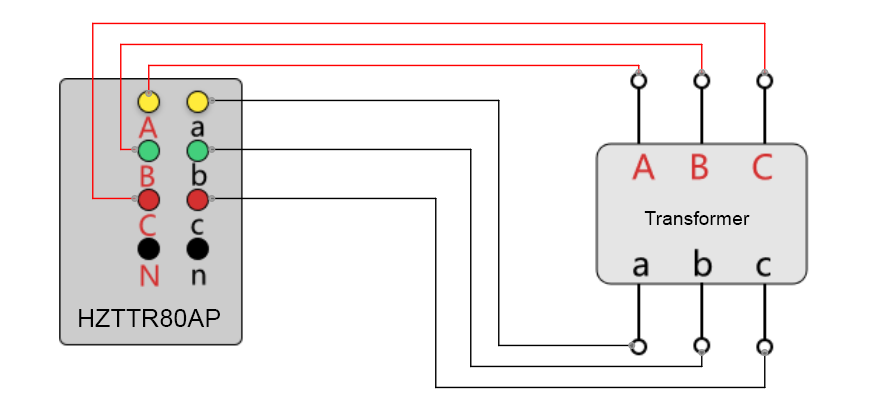 A a
B b
C c
N n
HZTTR80AP
A B C
Transformer
a b c